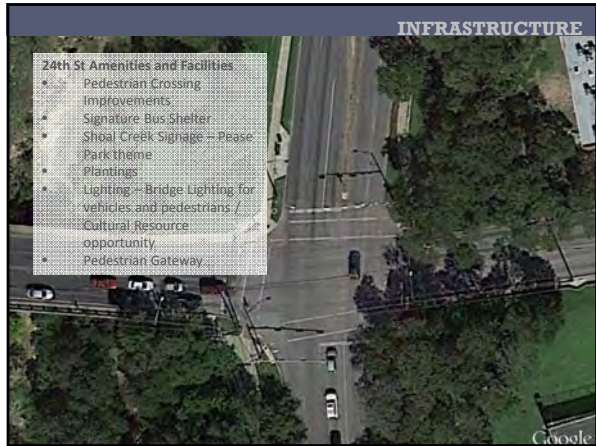 INFRASTRUCTURE
24th St Amenities and Facilities
• Pedestrian Crossing
Improvements
• Signature Bus Shelter
• Shoal Creek Signage – Pease
Park theme
• Plantings
• Lighting – Bridge Lighting for
vehicles and pedestrians /
Cultural Resource
opportunity
• Pedestrian Gateway
Google